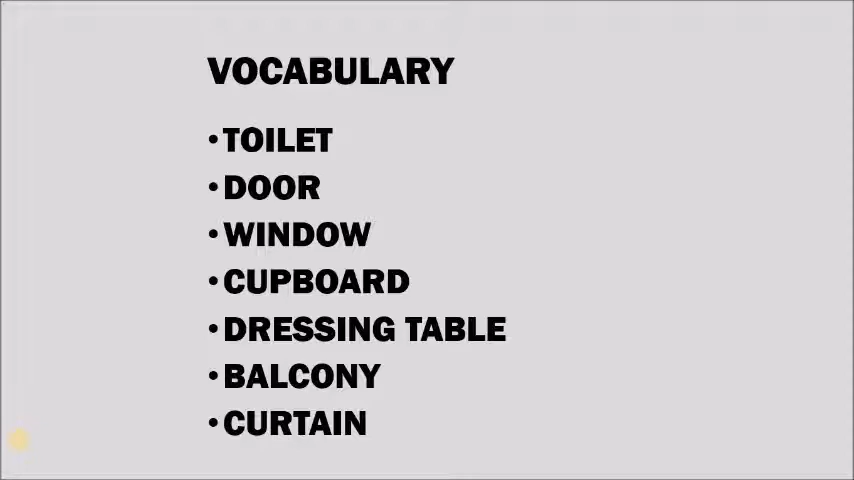 VOCABULARY
•TOILET
•DOOR
•WINDOW
•CUPBOARD
•DRESSING TABLE
•BALCONY
•CURTAIN